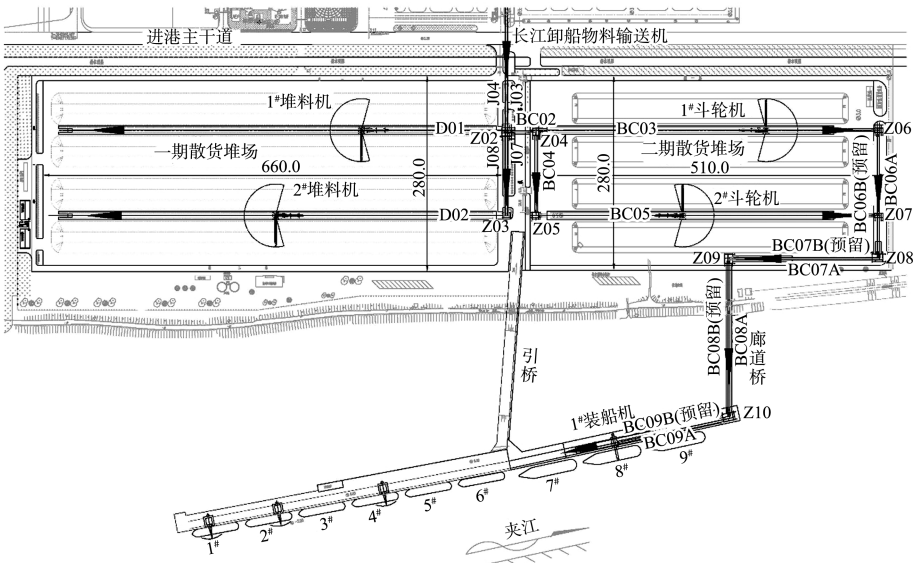 进港主干道
长江卸船物料输送机
J04
J03
1#堆料机
1#斗轮机
D01
Z02
BC02
Z04
BC03
Z06
一期散货堆场
二期散货堆场
660.0
280.0
J08
J07
BC04
280.0
510.0
BC06B(预留)
BC06A
2#堆料机
2#斗轮机
D02
Z03
Z05
BC05
Z07
BC07B(预留)
Z09
BC07A
Z08
引桥
BC08B(预留)
BC08A
廊道桥
1#装船机
BC09B(预留)
Z10
BC09A
1#
2#
3#
4#
5#
6#
7#
8#
9#
夹江